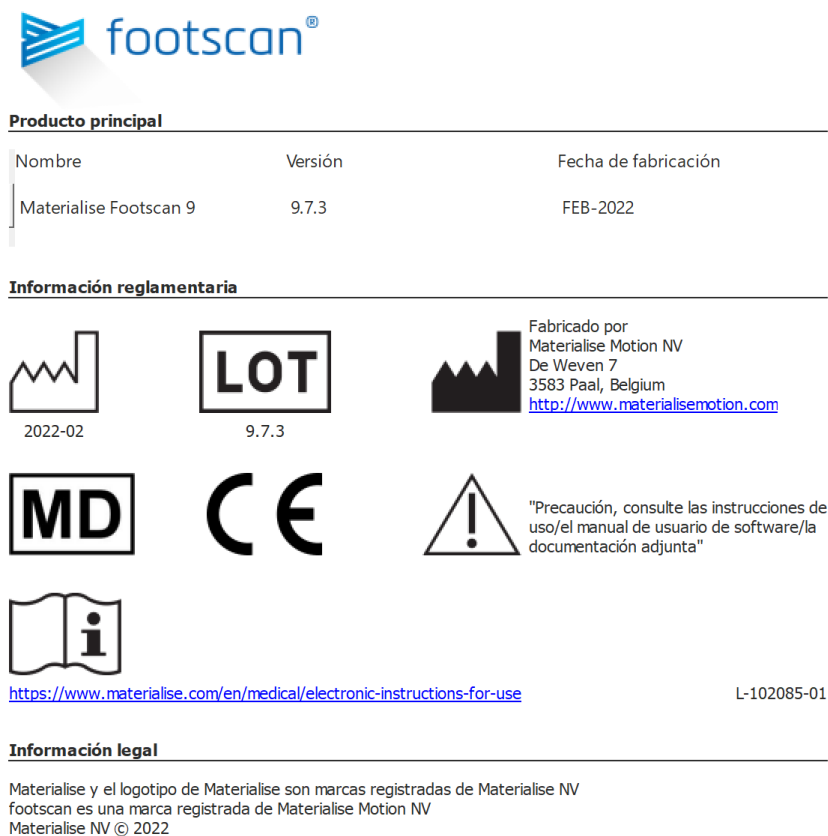 footscan®
Producto principal
Nombre Versión Fecha de fabricación
Materialise Footscan 9 9.7.3 FEB-2022
Información reglamentaria
LOT
Fabricado por
Materialise Motion NV
De Weven 7
3583 Paal, Belgium
http://www.materialisemotion.com
2022-02 9.7.3
MD CE
"Precaución, consulte las instrucciones de
uso/el manual de usuario de software/la
documentación adjunta"
https://www.materialise.com/en/medical/electronic-instructions-for-use L-102085-01
Información legal
Materialise y el logotipo de Materialise son marcas registradas de Materialise NV
footscan es una marca registrada de Materialise Motion NV
Materialise NV © 2022